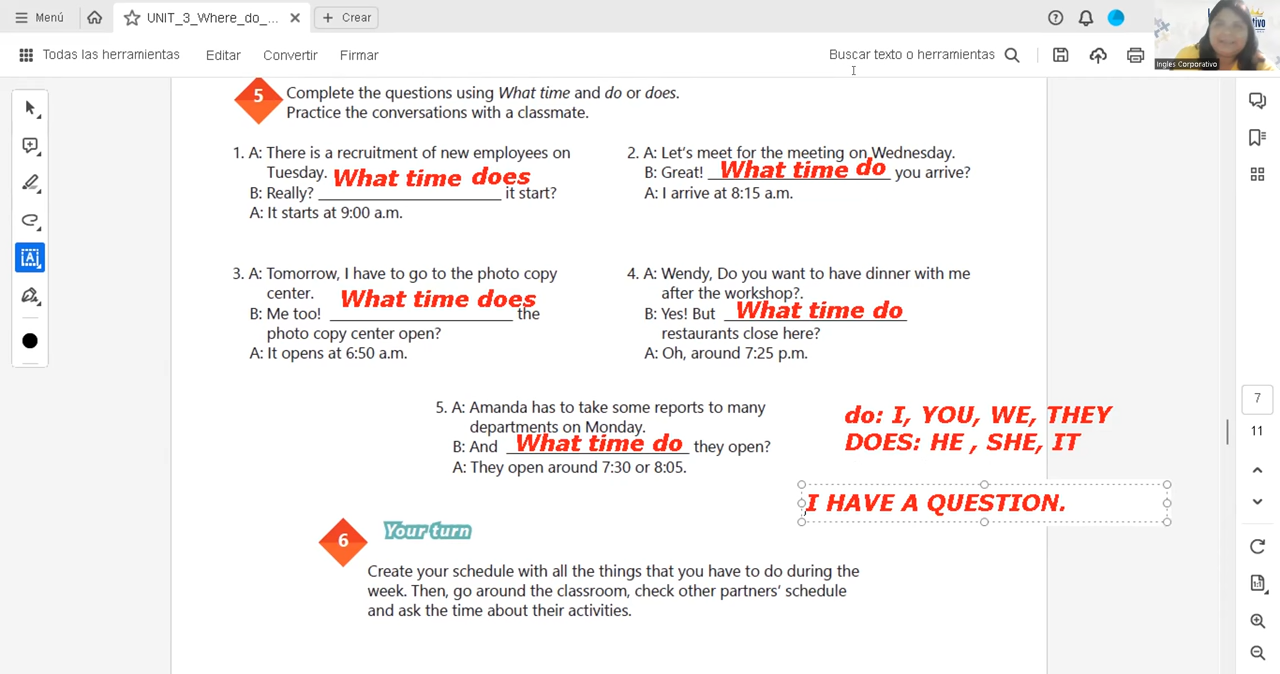 Menú
UNIT_3_Where_do_...
Crear
Todas las herramientas
Editar
Convertir
Firmar
Buscar texto o herramientas
Ingles Corporativo
5
Complete the questions using What time and do or does.
Practice the conversations with a classmate.
1. A: There is a recruitment of new employees on
Tuesday.
What time does
B: Really? ____________________ it start?
A: It starts at 9:00 a.m.
2. A: Let's meet for the meeting on Wednesday.
What time do
B: Great! ____________________ you arrive?
A: I arrive at 8:15 a.m.
3. A: Tomorrow, I have to go to the photo copy
center.
What time does
B: Me too! ____________________ the
photo copy center open?
A: It opens at 6:50 a.m.
4. A: Wendy, Do you want to have dinner with me
after the workshop?.
What time do
B: Yes! But ____________________
restaurants close here?
A: Oh, around 7:25 p.m.
5. A: Amanda has to take some reports to many
departments on Monday.
What time do
B: And ____________________ they open?
A: They open around 7:30 or 8:05.
do: I, YOU, WE, THEY
DOES: HE , SHE, IT
I HAVE A QUESTION.
6
Your turn
Create your schedule with all the things that you have to do during the
week. Then, go around the classroom, check other partners' schedule
and ask the time about their activities.
7
11